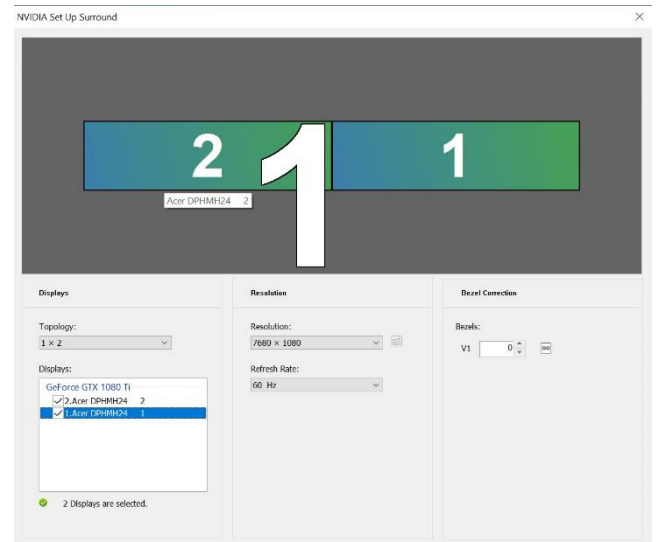 NVIDIA Set Up Surround
2
1
1
Acer DPHMH24 2
Displays
Resolution
Bezel Correction
Topology:
1 × 2
Resolution:
7680 × 1080
Bezels:
V1 0
Displays:
GeForce GTX 1080 Ti
2.Acer DPHMH24 2
1.Acer DPHMH24 1
Refresh Rate:
60 Hz
2 Displays are selected.